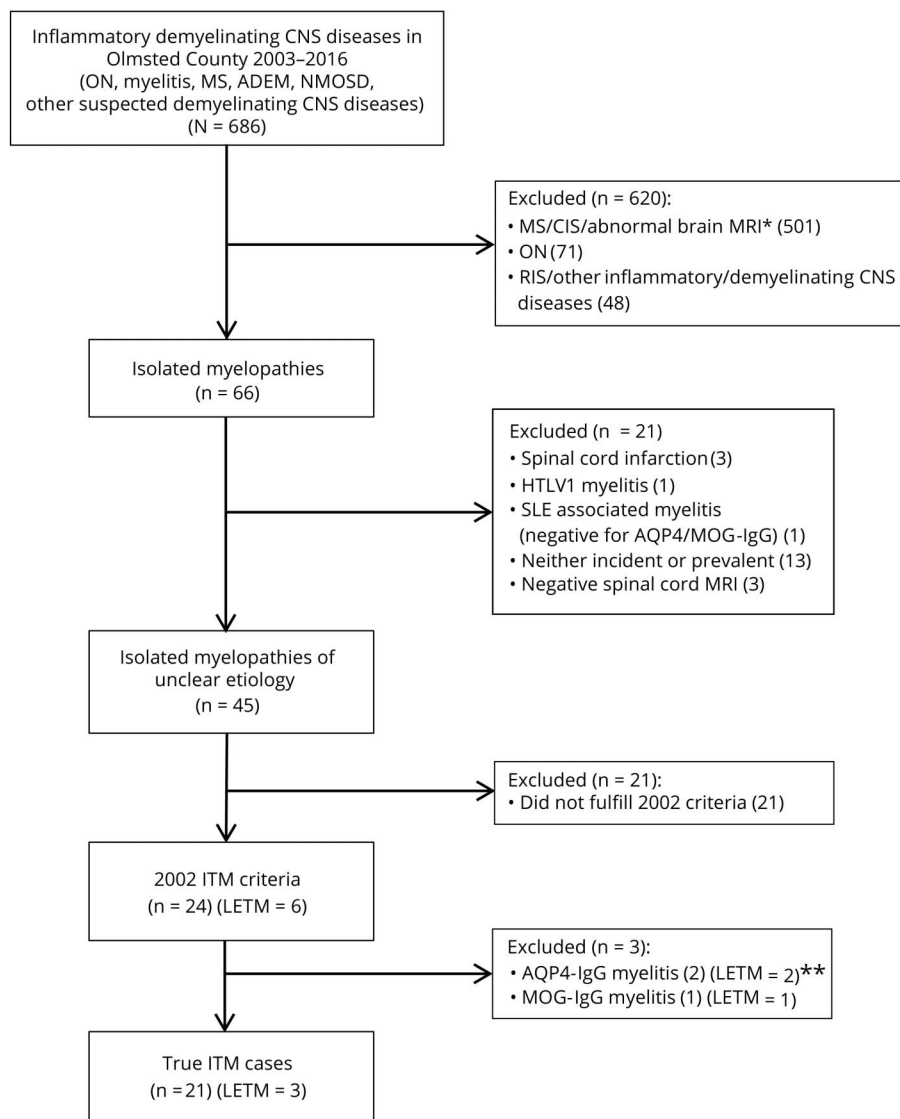 Inflammatory demyelinating CNS diseases in
Olmsted County 2003–2016
(ON, myelitis, MS, ADEM, NMOSD,
other suspected demyelinating CNS diseases)
(N = 686)
Excluded (n = 620):
• MS/CIS/abnormal brain MRI* (501)
• ON (71)
• RIS/other inflammatory/demyelinating CNS
diseases (48)
Isolated myelopathies
(n = 66)
Excluded (n = 21)
• Spinal cord infarction (3)
• HTLV1 myelitis (1)
• SLE associated myelitis
(negative for AQP4/MOG-IgG) (1)
• Neither incident or prevalent (13)
• Negative spinal cord MRI (3)
Isolated myelopathies of
unclear etiology
(n = 45)
Excluded (n = 21):
• Did not fulfill 2002 criteria (21)
2002 ITM criteria
(n = 24) (LETM = 6)
Excluded (n = 3):
• AQP4-IgG myelitis (2) (LETM = 2)**
• MOG-IgG myelitis (1) (LETM = 1)
True ITM cases
(n = 21) (LETM = 3)